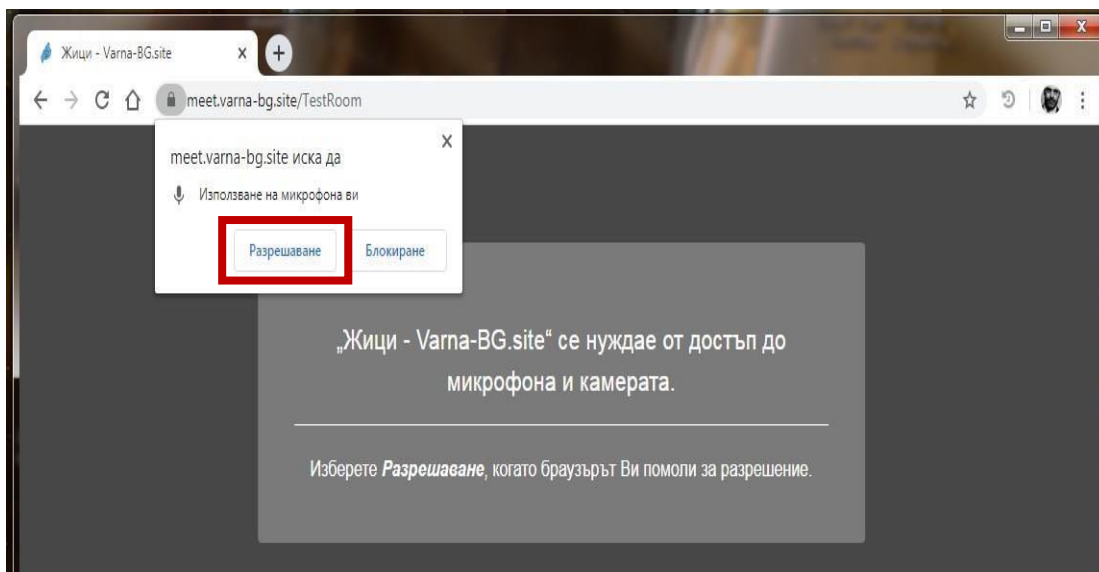 Жици - Varna-BG.site
meet.varna-bg.site/TestRoom
meet.varna-bg.site иска да
Използване на микрофона ви
Разрешаване
Блокиране
„Жици - Varna-BG.site“ се нуждае от достъп до
микрофона и камерата.
Изберете Разрешаване, когато браузърът Ви помоли за разрешение.